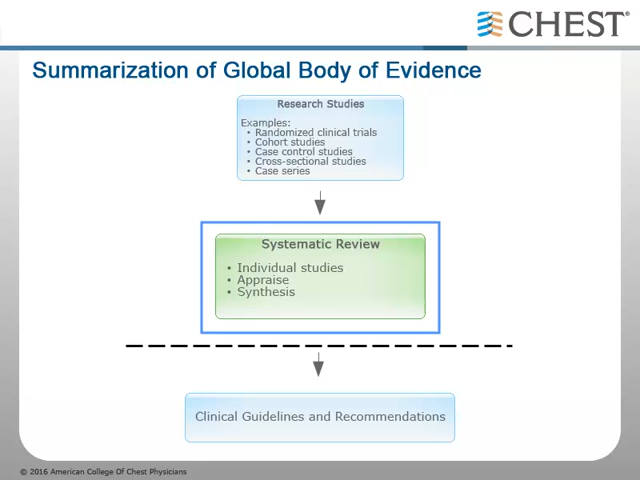 CHEST®
Summarization of Global Body of Evidence
Research Studies
Examples:
• Randomized clinical trials
• Cohort studies
• Case control studies
• Cross-sectional studies
• Case series
Systematic Review
• Individual studies
• Appraise
• Synthesis
Clinical Guidelines and Recommendations
© 2016 American College Of Chest Physicians